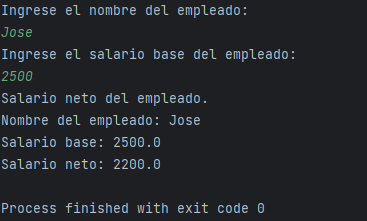 Ingrese el nombre del empleado:
Jose
Ingrese el salario base del empleado:
2500
Salario neto del empleado.
Nombre del empleado: Jose
Salario base: 2500.0
Salario neto: 2200.0
Process finished with exit code 0